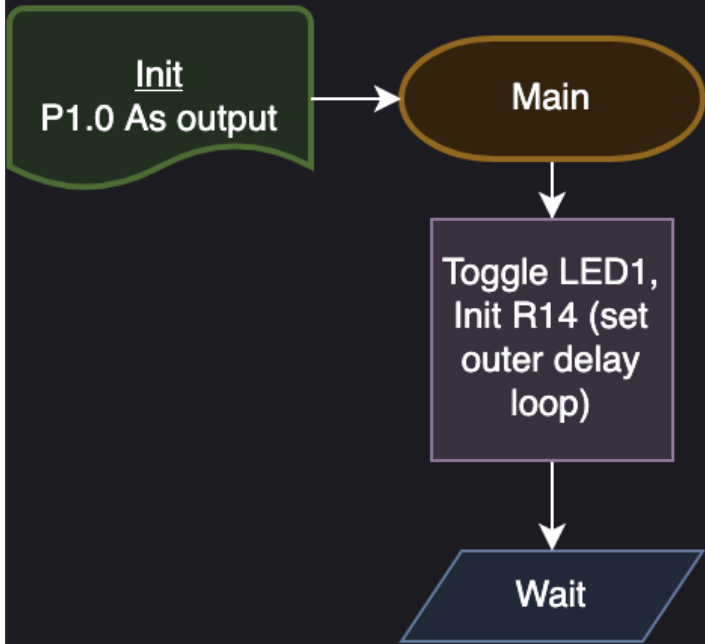 Init
P1.0 As output
Main
Toggle LED1,
Init R14 (set
outer delay
loop)
Wait